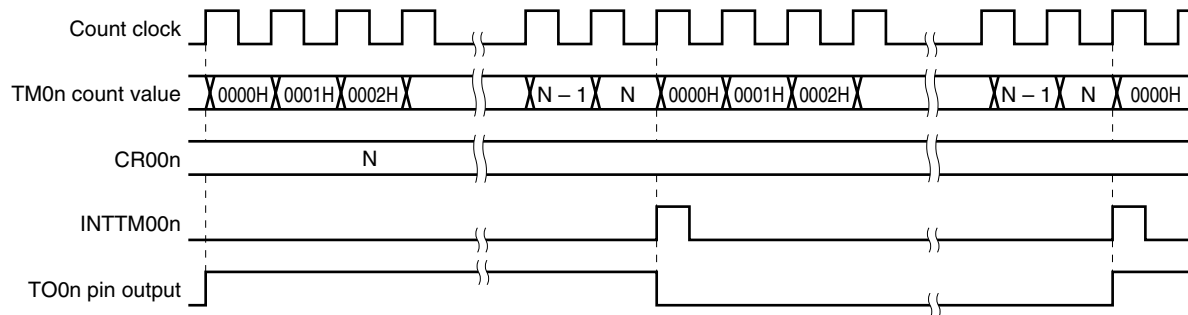 Count clock
TM0n count value 0000H 0001H 0002H N – 1 N 0000H 0001H 0002H N – 1 N 0000H
CR00n N
INTTM00n
TO0n pin output